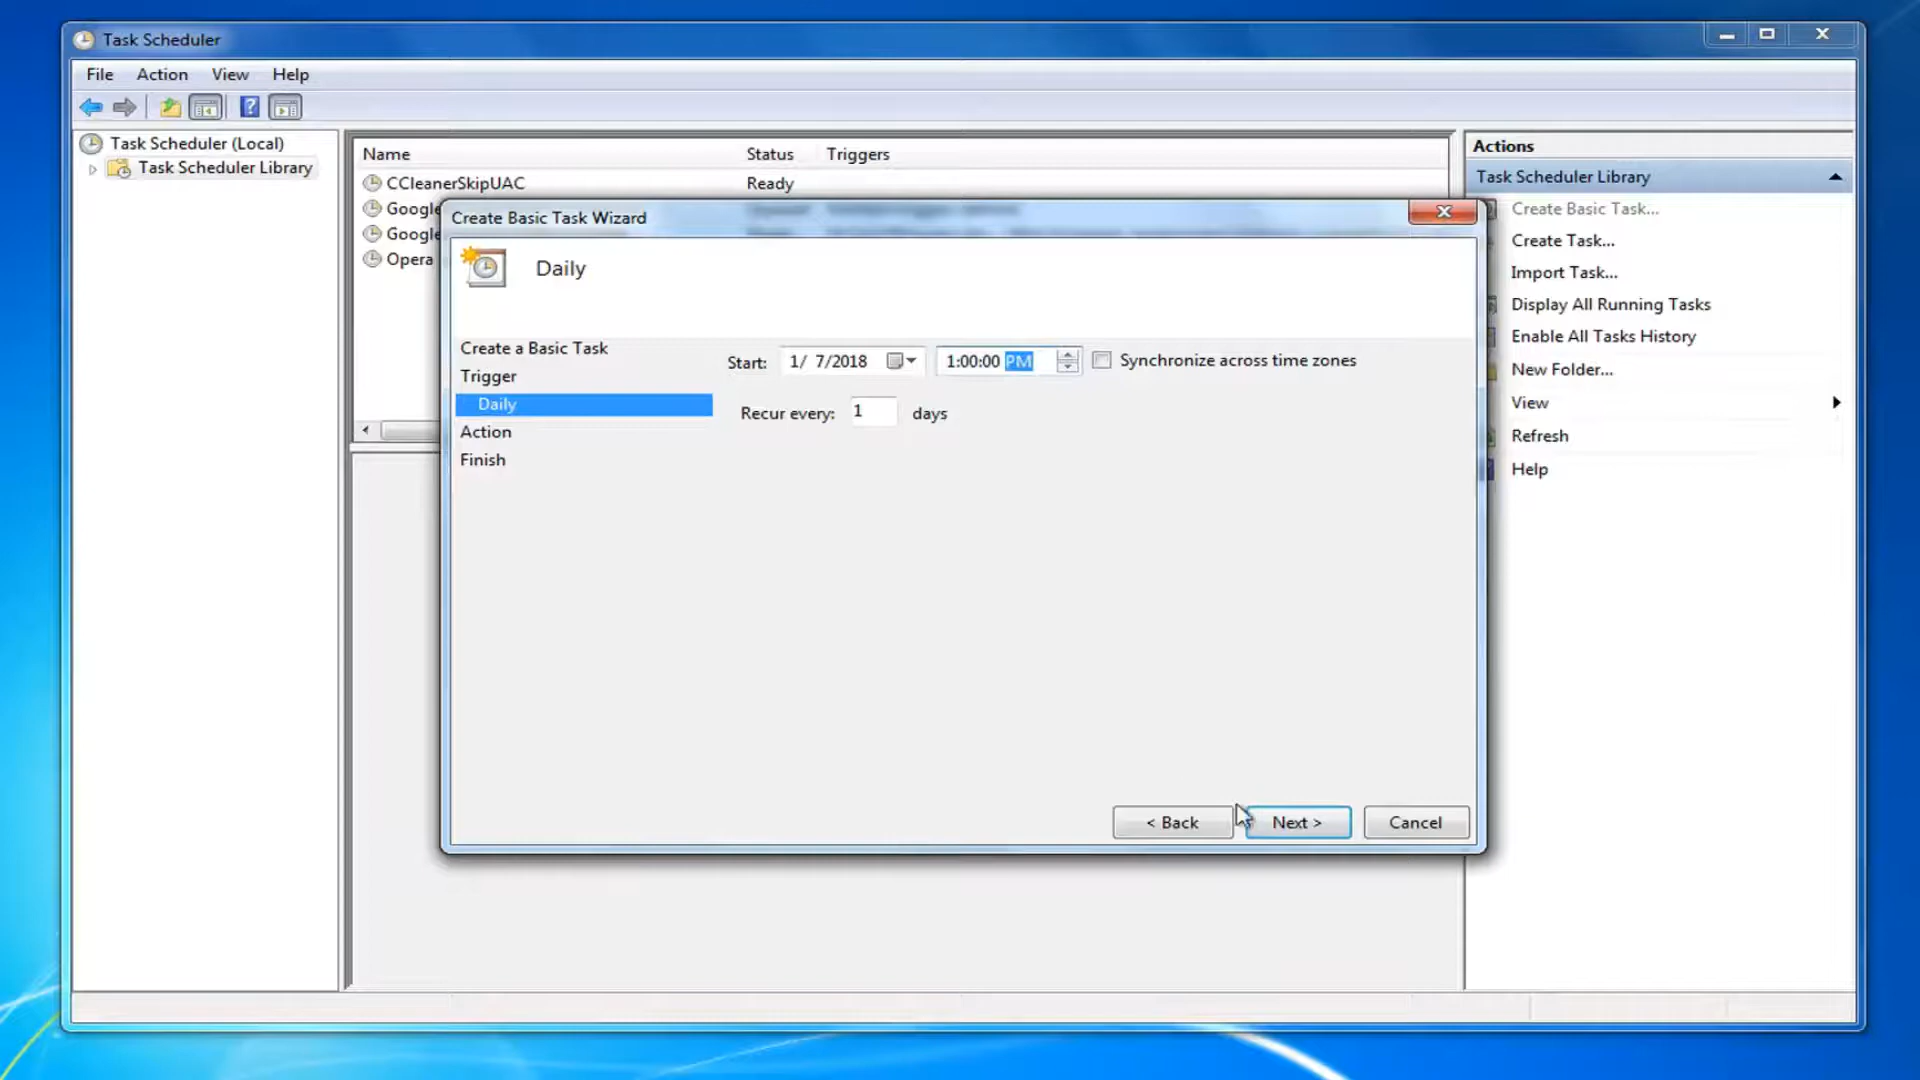 Task Scheduler
File Action View Help
Task Scheduler (Local)
Task Scheduler Library
Name Status Triggers
CCleanerSkipUAC Ready
Google
Google
Opera
Create Basic Task Wizard
Daily
Create a Basic Task
Trigger
Daily
Action
Finish
Start: 1/ 7/2018 1:00:00 PM Synchronize across time zones
Recur every: 1 days
< Back Next > Cancel
Actions
Task Scheduler Library
Create Basic Task...
Create Task...
Import Task...
Display All Running Tasks
Enable All Tasks History
New Folder...
View
Refresh
Help